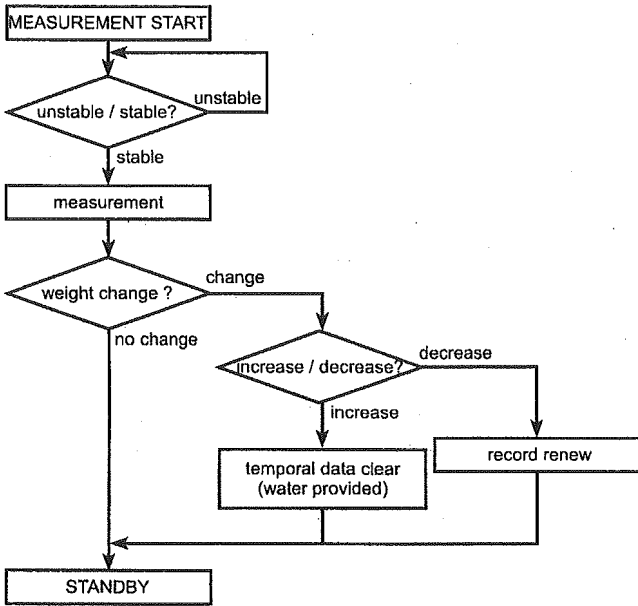 MEASUREMENT START
unstable
unstable / stable?
stable
measurement
change
weight change ?
no change
decrease
increase / decrease?
increase
record renew
temporal data clear
(water provided)
STANDBY